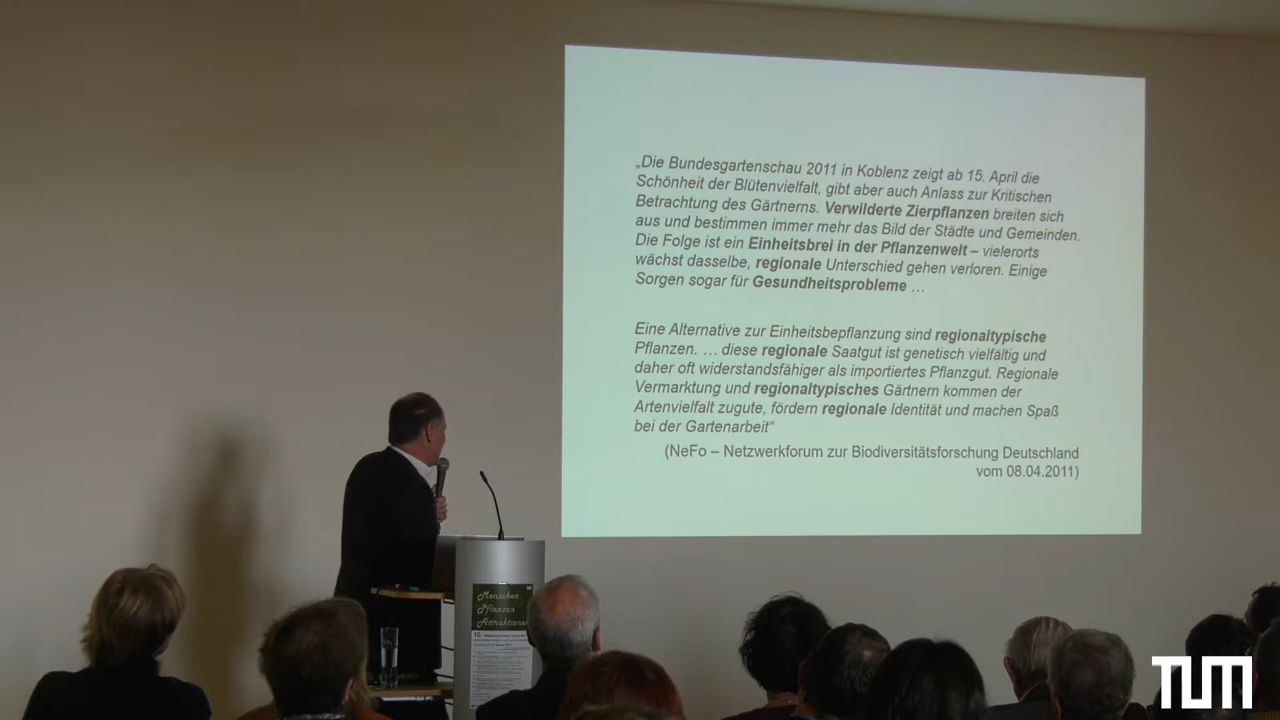 „Die Bundesgartenschau 2011 in Koblenz zeigt ab 15. April die
Schönheit der Blütenvielfalt, gibt aber auch Anlass zur Kritischen
Betrachtung des Gärtnerns. Verwilderte Zierpflanzen breiten sich
aus und bestimmen immer mehr das Bild der Städte und Gemeinden.
Die Folge ist ein Einheitsbrei in der Pflanzenwelt – vielerorts
wächst dasselbe, regionale Unterschied gehen verloren. Einige
Sorgen sogar für Gesundheitsprobleme …
Eine Alternative zur Einheitsbepflanzung sind regionaltypische
Pflanzen. … diese regionale Saatgut ist genetisch vielfältig und
daher oft widerstandsfähiger als importiertes Pflanzgut. Regionale
Vermarktung und regionaltypisches Gärtnern kommen der
Artenvielfalt zugute, fördern regionale Identität und machen Spaß
bei der Gartenarbeit“
(NeFo – Netzwerkforum zur Biodiversitätsforschung Deutschland
vom 08.04.2011)
Menschen
Pflanzen
Attraktionen
10
TUM